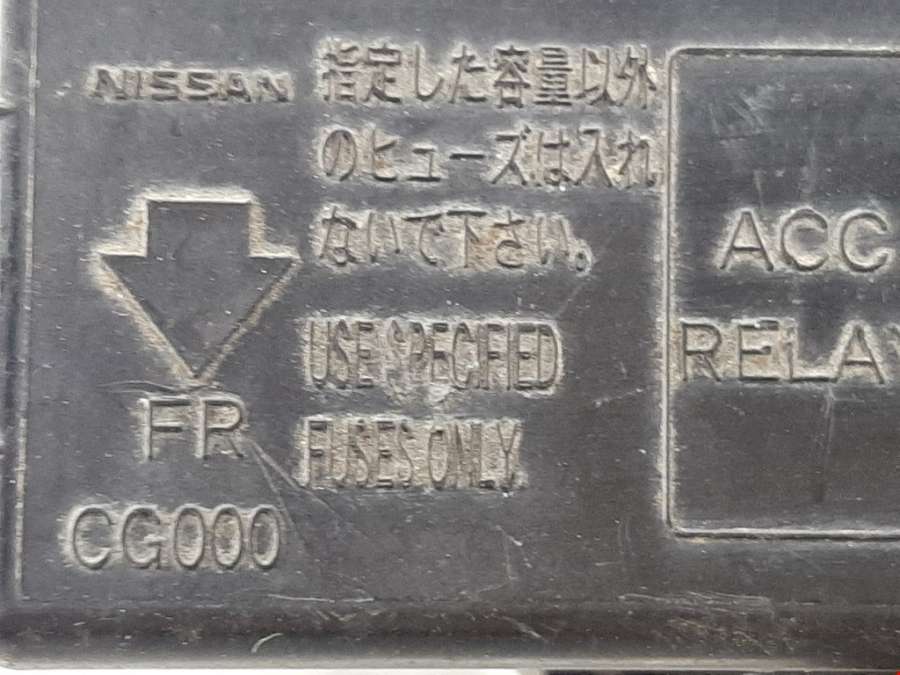 NISSAN
指定した容量以外
のヒューズは入れ
ないで下さい。
USE SPECIFIED
FUSES ONLY.
FR
CG000
ACC
RELAY